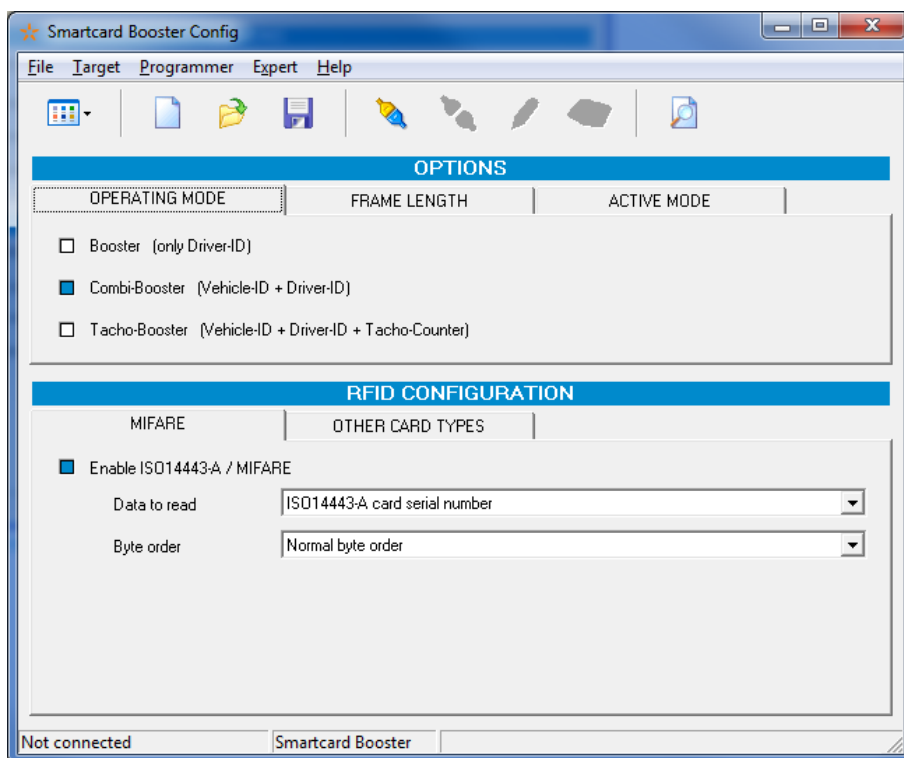 Smartcard Booster Config
File Target Programmer Expert Help
OPTIONS
OPERATING MODE FRAME LENGTH ACTIVE MODE
Booster (only Driver-ID)
Combi-Booster (Vehicle-ID + Driver-ID)
Tacho-Booster (Vehicle-ID + Driver-ID + Tacho-Counter)
RFID CONFIGURATION
MIFARE OTHER CARD TYPES
Enable ISO14443-A / MIFARE
Data to read ISO14443-A card serial number
Byte order Normal byte order
Not connected Smartcard Booster